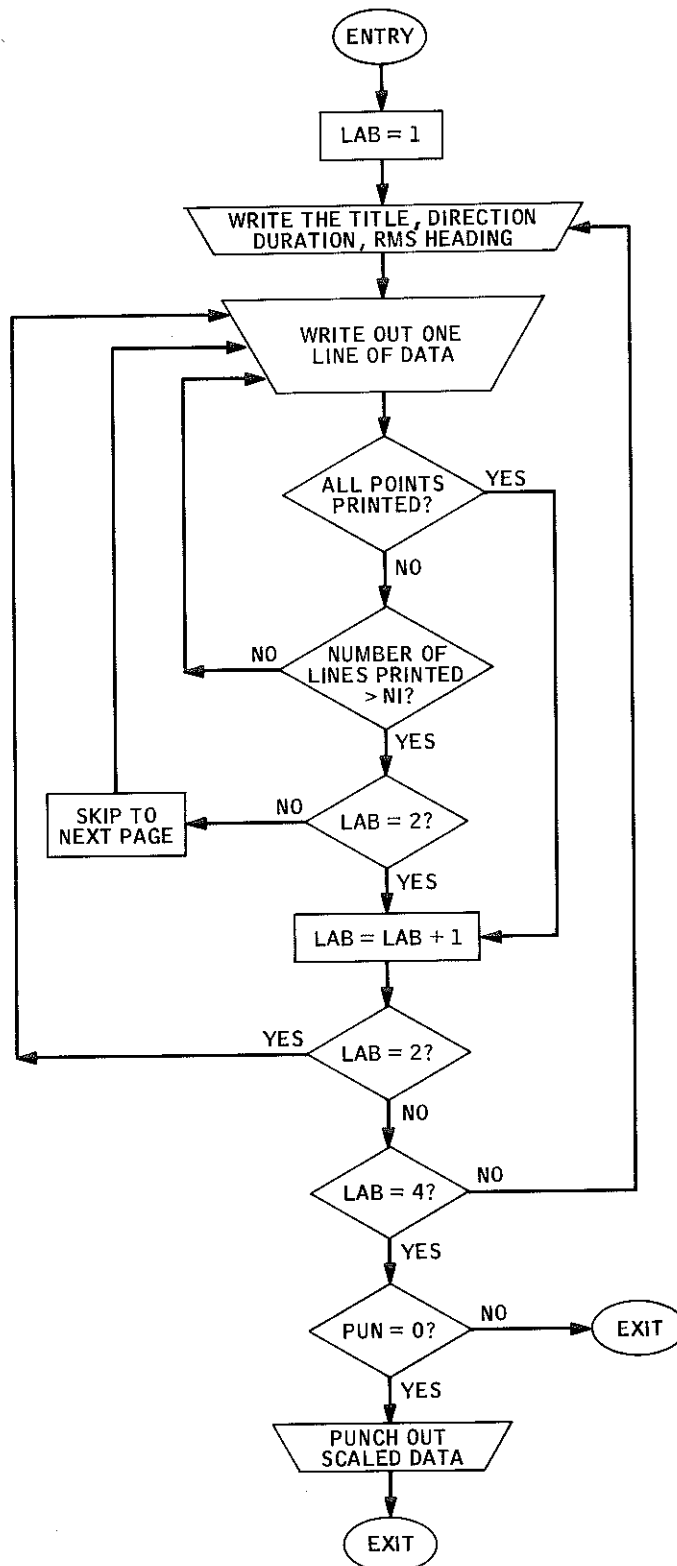 ENTRY
LAB = 1
WRITE THE TITLE, DIRECTION
DURATION, RMS HEADING
WRITE OUT ONE
LINE OF DATA
ALL POINTS
PRINTED?
YES
NO
NUMBER OF
LINES PRINTED
> NI?
NO
YES
LAB = 2?
NO
SKIP TO
NEXT PAGE
YES
LAB = LAB + 1
LAB = 2?
YES
NO
LAB = 4?
NO
YES
PUN = 0?
NO
EXIT
YES
PUNCH OUT
SCALED DATA
EXIT